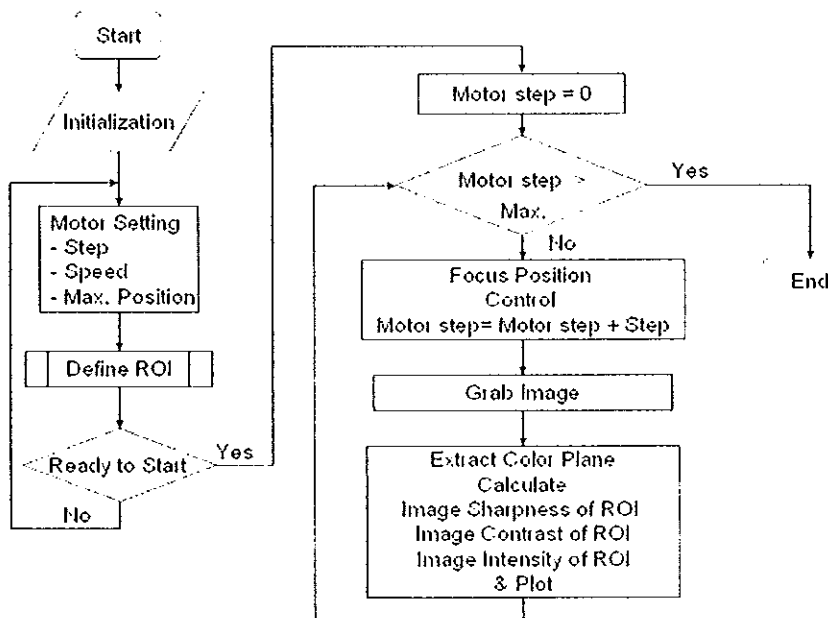 Start
Initialization
Motor Setting
- Step
- Speed
- Max. Position
Define ROI
Ready to Start
Yes
No
Motor step = 0
Motor step >
Max.
Yes
No
End
Focus Position
Control
Motor step= Motor step + Step
Grab Image
Extract Color Plane
Calculate
Image Sharpness of ROI
Image Contrast of ROI
Image Intensity of ROI
& Plot